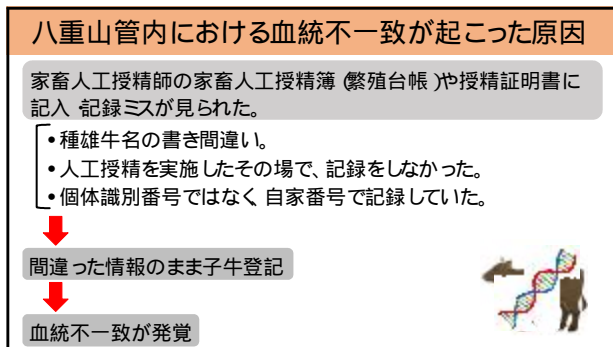 八重山管内における血統不一致が起こった原因
家畜人工授精師の家畜人工授精簿(繁殖台帳)や授精証明書に
記入・記録ミスが見られた。
•種雄牛名の書き間違い。
•人工授精を実施したその場で、記録をしなかった。
•個体識別番号ではなく、自家番号で記録していた。
間違った情報のまま子牛登記
血統不一致が発覚